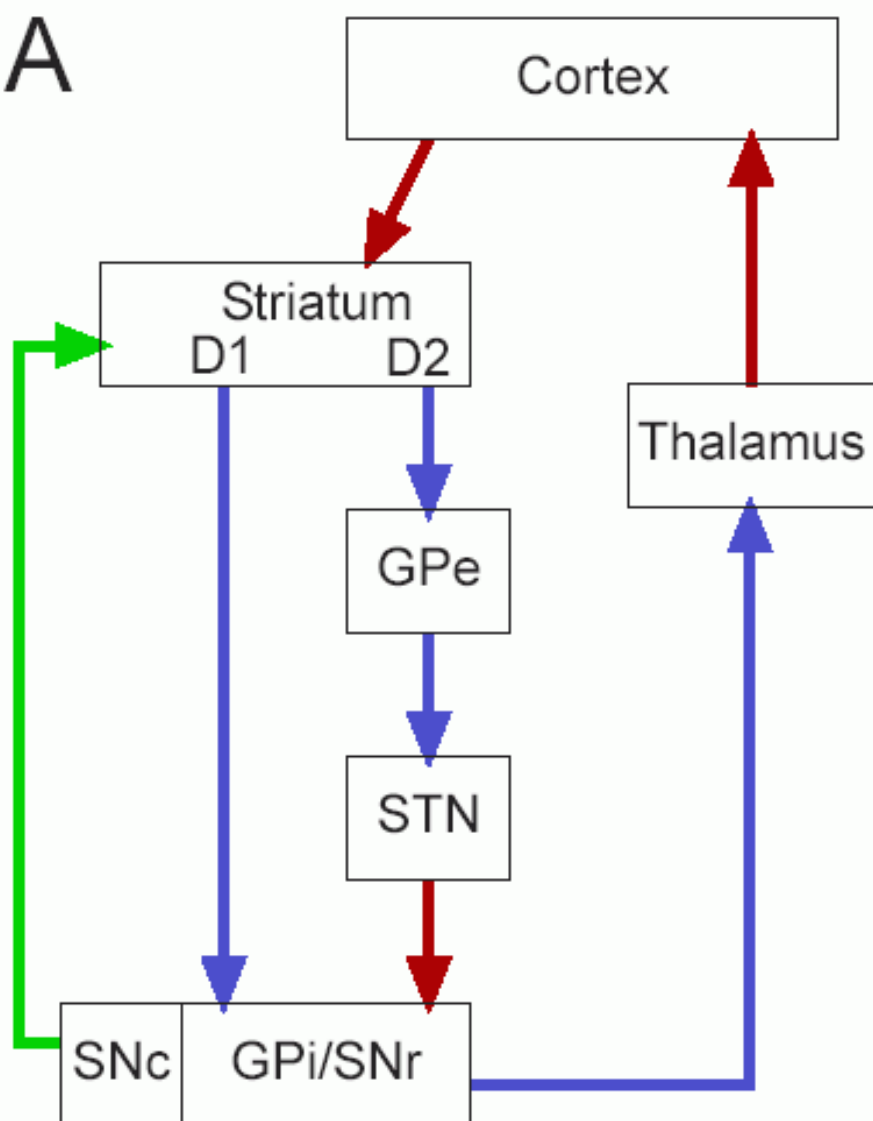 A
Cortex
Striatum
D1 D2
Thalamus
GPe
STN
SNc GPi/SNr